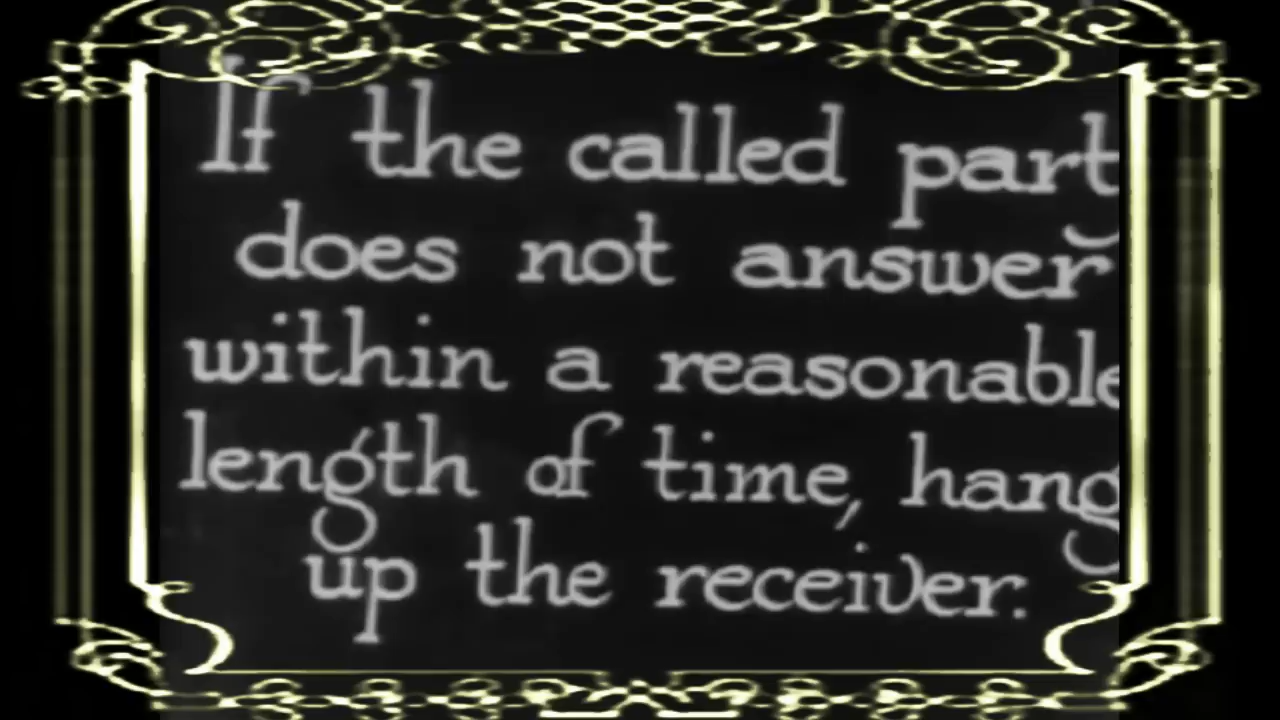 If the called part
does not answer
within a reasonable
length of time, hang
up the receiver.